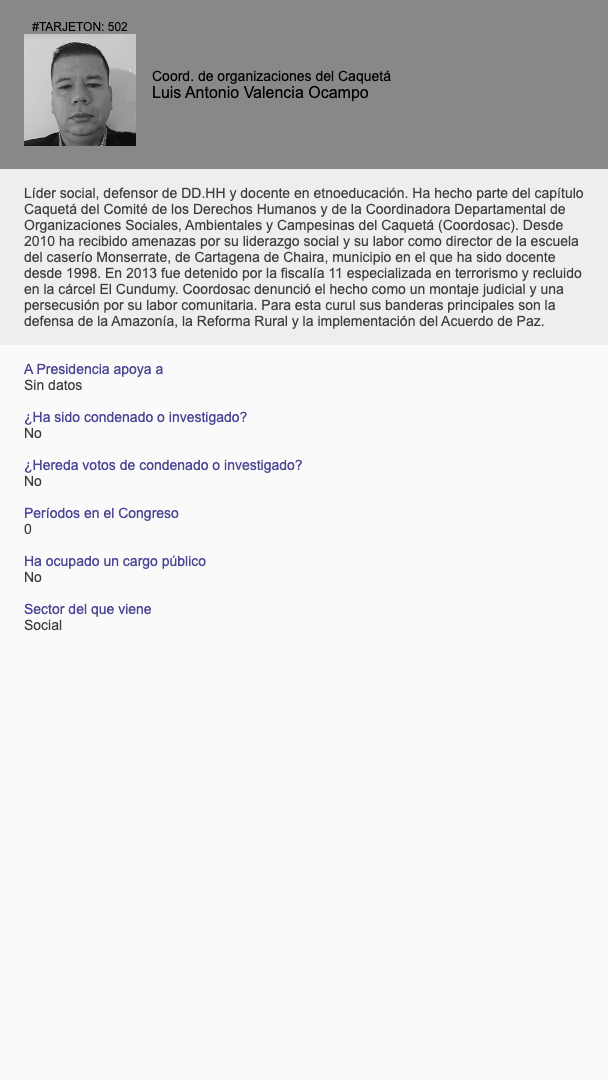 #TARJETON: 502
Coord. de organizaciones del Caquetá
Luis Antonio Valencia Ocampo
Líder social, defensor de DD.HH y docente en etnoeducación. Ha hecho parte del capítulo
Caquetá del Comité de los Derechos Humanos y de la Coordinadora Departamental de
Organizaciones Sociales, Ambientales y Campesinas del Caquetá (Coordosac). Desde
2010 ha recibido amenazas por su liderazgo social y su labor como director de la escuela
del caserío Monserrate, de Cartagena de Chaira, municipio en el que ha sido docente
desde 1998. En 2013 fue detenido por la fiscalía 11 especializada en terrorismo y recluido
en la cárcel El Cundumy. Coordosac denunció el hecho como un montaje judicial y una
persecusión por su labor comunitaria. Para esta curul sus banderas principales son la
defensa de la Amazonía, la Reforma Rural y la implementación del Acuerdo de Paz.
A Presidencia apoya a
Sin datos
¿Ha sido condenado o investigado?
No
¿Hereda votos de condenado o investigado?
No
Períodos en el Congreso
0
Ha ocupado un cargo público
No
Sector del que viene
Social